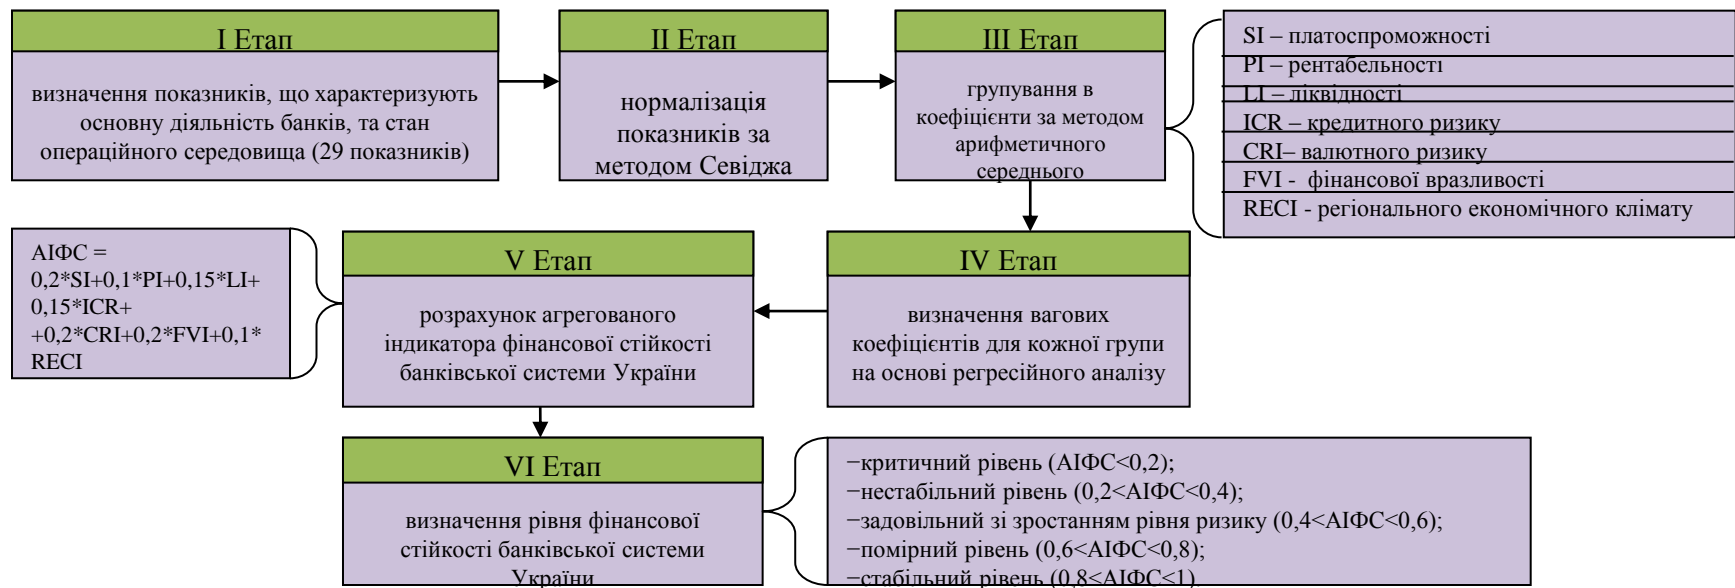 I Етап
визначення показників, що характеризують
основну діяльність банків, та стан
операційного середовища (29 показників)
II Етап
нормалізація
показників за
методом Севіджа
III Етап
групування в
коефіцієнти за методом
арифметичного
середнього
SI – платоспроможності
PI – рентабельності
LI – ліквідності
ICR – кредитного ризику
CRI– валютного ризику
FVI - фінансової вразливості
RECI - регіонального економічного клімату
IV Етап
визначення вагових
коефіцієнтів для кожної групи
на основі регресійного аналізу
V Етап
розрахунок агрегованого
індикатора фінансової стійкості
банківської системи України
АІФС =
0,2*SI+0,1*PI+0,15*LI+
0,15*ICR+
+0,2*CRI+0,2*FVI+0,1*
RECI
VI Етап
визначення рівня фінансової
стійкості банківської системи
України
−критичний рівень (АІФС<0,2);
−нестабільний рівень (0,2<АІФС<0,4);
−задовільний зі зростанням рівня ризику (0,4<АІФС<0,6);
−помірний рівень (0,6<АІФС<0,8);
−стабільний рівень (0,8<АІФС<1).